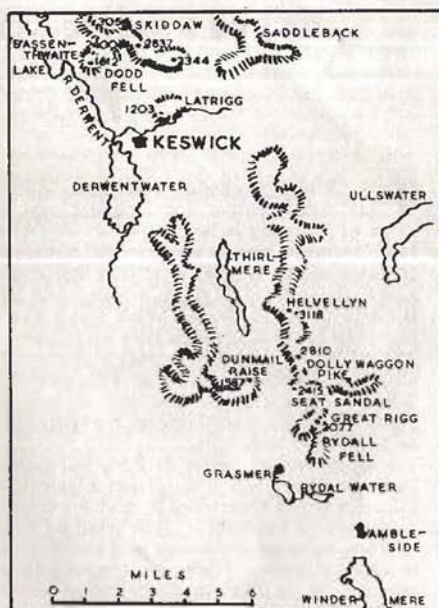 SKIDDAW
SADDLEBACK
BASSEN-
THWAITE
LAKE
2837
2344
DODD
FELL
R. DERWENT
LATRIGG
1203
KESWICK
DERWENTWATER
ULLSWATER
THIRL-
MERE
HELVELLYN
3118
2810
DOLLY WAGGON
PIKE
DUNMAIL
RAISE
2415
SEAT SANDAL
GREAT RIGG
2077
RYDALL
FELL
GRASMER
RYDAL WATER
AMBLE-
SIDE
MILES
0 1 2 3 4 5 6
WINDER MERE